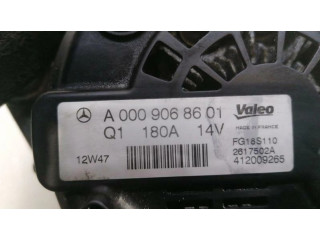 A 000 906 86 01
Valeo
Q1 180A 14V
MADE IN FRANCE
FG18S110
12W47
2617502A
412009265